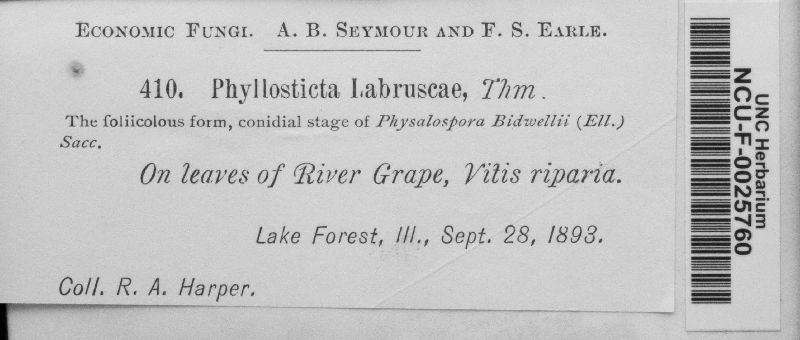 Economic Fungi. A. B. Seymour and F. S. Earle.
410. Phyllosticta Labruscae, Thm.
The foliicolous form, conidial stage of Physalospora Bidwellii (Ell.)
Sacc.
On leaves of River Grape, Vitis riparia.
Lake Forest, Ill., Sept. 28, 1893.
Coll. R. A. Harper.
UNC Herbarium
NCU-F-0025760